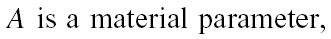 A is a material parameter,